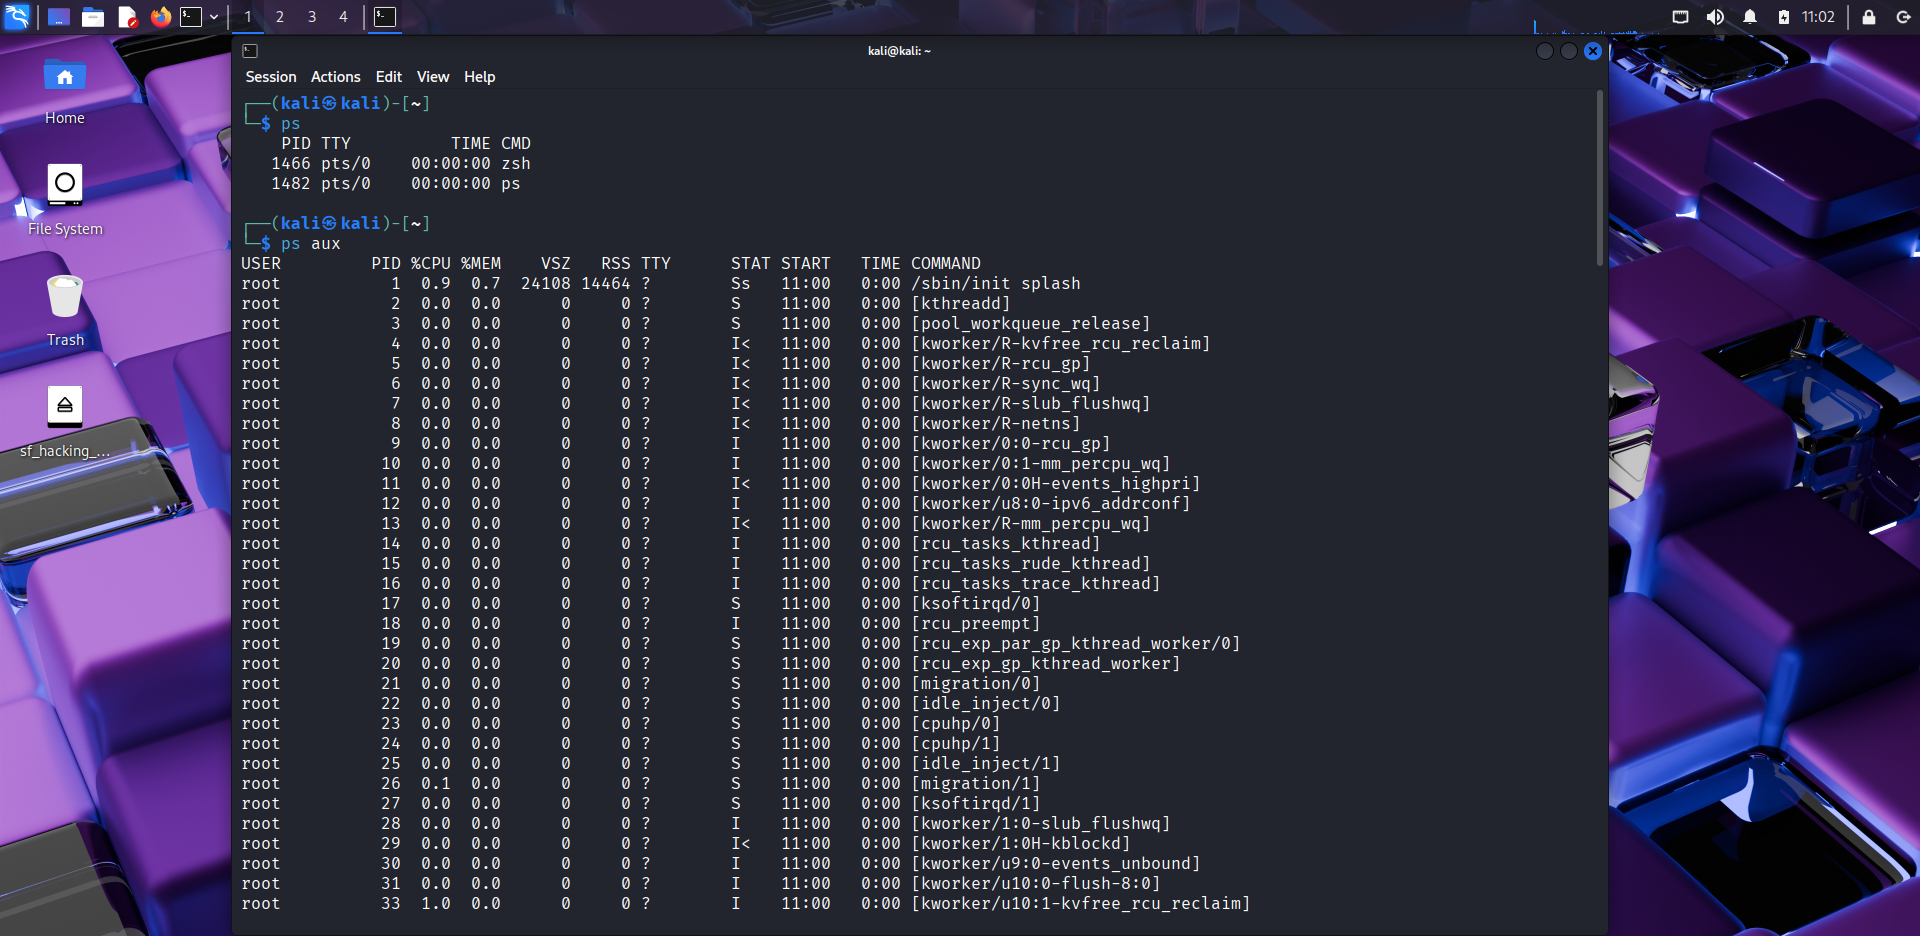 1 2 3 4 11:02
kali@kali: ~
Session Actions Edit View Help
Home
File System
Trash
sf_hacking_...
┌──(kali㉿kali)-[~]
└─$ ps
PID TTY TIME CMD
1466 pts/0 00:00:00 zsh
1482 pts/0 00:00:00 ps
┌──(kali㉿kali)-[~]
└─$ ps aux
USER PID %CPU %MEM VSZ RSS TTY STAT START TIME COMMAND
root 1 0.9 0.7 24108 14464 ? Ss 11:00 0:00 /sbin/init splash
root 2 0.0 0.0 0 0 ? S 11:00 0:00 [kthreadd]
root 3 0.0 0.0 0 0 ? S 11:00 0:00 [pool_workqueue_release]
root 4 0.0 0.0 0 0 ? I< 11:00 0:00 [kworker/R-kvfree_rcu_reclaim]
root 5 0.0 0.0 0 0 ? I< 11:00 0:00 [kworker/R-rcu_gp]
root 6 0.0 0.0 0 0 ? I< 11:00 0:00 [kworker/R-sync_wq]
root 7 0.0 0.0 0 0 ? I< 11:00 0:00 [kworker/R-slub_flushwq]
root 8 0.0 0.0 0 0 ? I< 11:00 0:00 [kworker/R-netns]
root 9 0.0 0.0 0 0 ? I 11:00 0:00 [kworker/0:0-rcu_gp]
root 10 0.0 0.0 0 0 ? I 11:00 0:00 [kworker/0:1-mm_percpu_wq]
root 11 0.0 0.0 0 0 ? I< 11:00 0:00 [kworker/0:0H-events_highpri]
root 12 0.0 0.0 0 0 ? I 11:00 0:00 [kworker/u8:0-ipv6_addrconf]
root 13 0.0 0.0 0 0 ? I< 11:00 0:00 [kworker/R-mm_percpu_wq]
root 14 0.0 0.0 0 0 ? I 11:00 0:00 [rcu_tasks_kthread]
root 15 0.0 0.0 0 0 ? I 11:00 0:00 [rcu_tasks_rude_kthread]
root 16 0.0 0.0 0 0 ? I 11:00 0:00 [rcu_tasks_trace_kthread]
root 17 0.0 0.0 0 0 ? S 11:00 0:00 [ksoftirqd/0]
root 18 0.0 0.0 0 0 ? I 11:00 0:00 [rcu_preempt]
root 19 0.0 0.0 0 0 ? S 11:00 0:00 [rcu_exp_par_gp_kthread_worker/0]
root 20 0.0 0.0 0 0 ? S 11:00 0:00 [rcu_exp_gp_kthread_worker]
root 21 0.0 0.0 0 0 ? S 11:00 0:00 [migration/0]
root 22 0.0 0.0 0 0 ? S 11:00 0:00 [idle_inject/0]
root 23 0.0 0.0 0 0 ? S 11:00 0:00 [cpuhp/0]
root 24 0.0 0.0 0 0 ? S 11:00 0:00 [cpuhp/1]
root 25 0.0 0.0 0 0 ? S 11:00 0:00 [idle_inject/1]
root 26 0.1 0.0 0 0 ? S 11:00 0:00 [migration/1]
root 27 0.0 0.0 0 0 ? S 11:00 0:00 [ksoftirqd/1]
root 28 0.0 0.0 0 0 ? I 11:00 0:00 [kworker/1:0-slub_flushwq]
root 29 0.0 0.0 0 0 ? I< 11:00 0:00 [kworker/1:0H-kblockd]
root 30 0.0 0.0 0 0 ? I 11:00 0:00 [kworker/u9:0-events_unbound]
root 31 0.0 0.0 0 0 ? I 11:00 0:00 [kworker/u10:0-flush-8:0]
root 33 1.0 0.0 0 0 ? I 11:00 0:00 [kworker/u10:1-kvfree_rcu_reclaim]